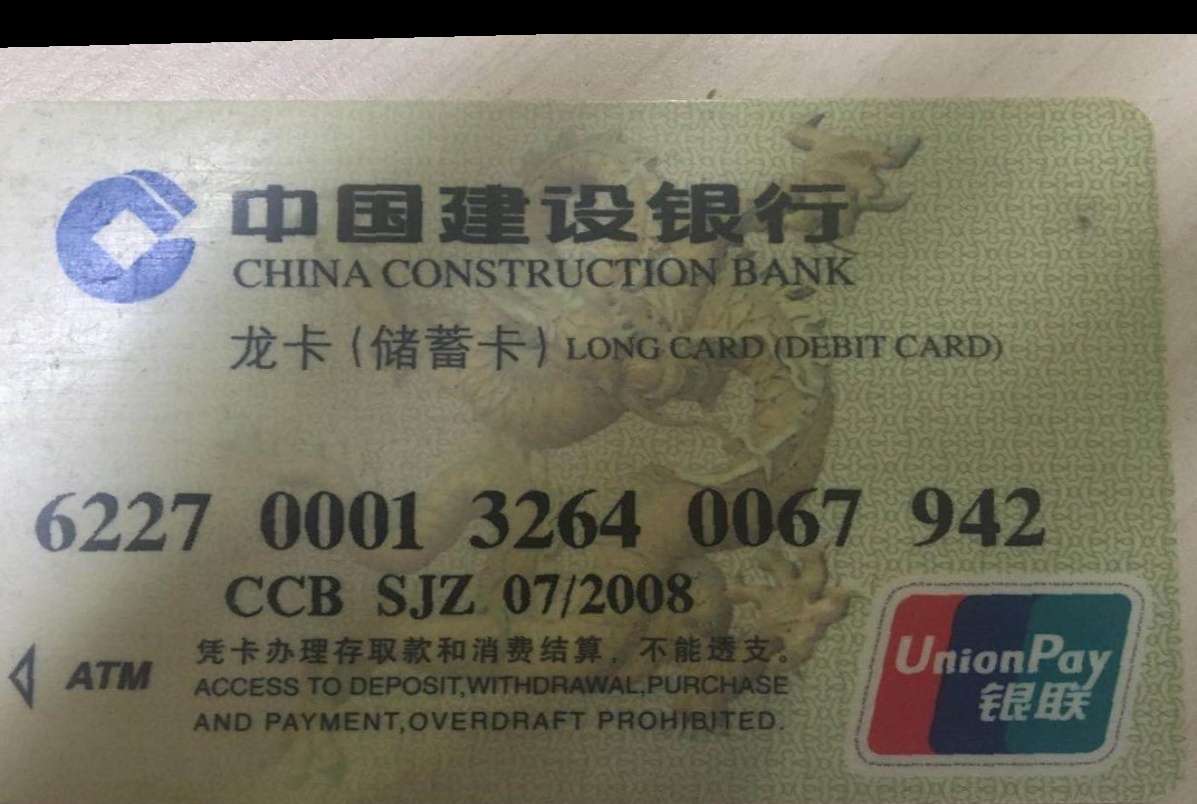 中国建设银行
CHINA CONSTRUCTION BANK
龙卡(储蓄卡) LONG CARD (DEBIT CARD)
6227 0001 3264 0067 942
CCB SJZ 07/2008
ATM
凭卡办理存取款和消费结算，不能透支。
ACCESS TO DEPOSIT,WITHDRAWAL,PURCHASE
AND PAYMENT,OVERDRAFT PROHIBITED.
UnionPay
银联